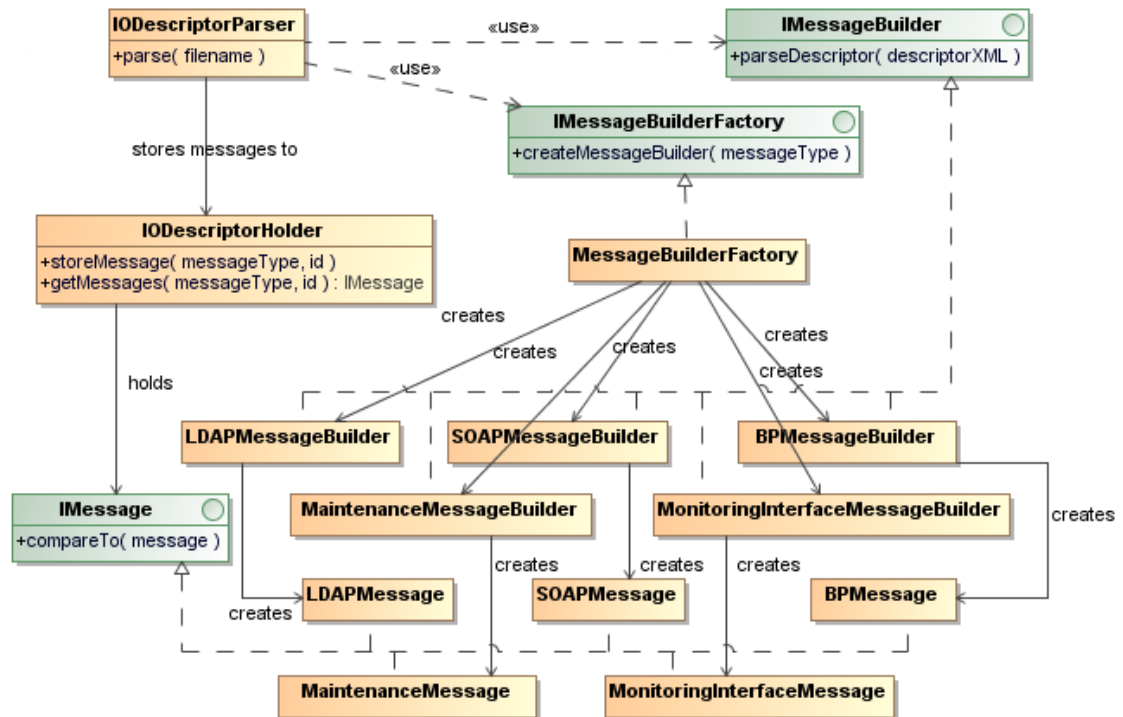 IODescriptorParser
+parse( filename )
«use»
IMessageBuilder
+parseDescriptor( descriptorXML )
«use»
IMessageBuilderFactory
+createMessageBuilder( messageType )
stores messages to
IODescriptorHolder
+storeMessage( messageType, id )
+getMessages( messageType, id ) : IMessage
MessageBuilderFactory
creates
creates
creates
creates
creates
holds
LDAPMessageBuilder
SOAPMessageBuilder
BPMessageBuilder
IMessage
+compareTo( message )
MaintenanceMessageBuilder
MonitoringInterfaceMessageBuilder
creates
creates
creates
creates
LDAPMessage
SOAPMessage
BPMessage
creates
MaintenanceMessage
MonitoringInterfaceMessage